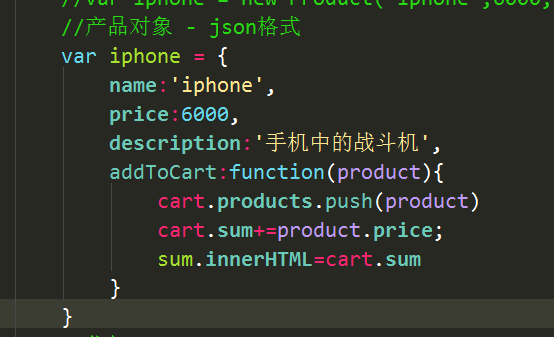 //var iphone = new Product('iphone',6000,
//产品对象 - json格式
var iphone = {
name:'iphone',
price:6000,
description:'手机中的战斗机',
addToCart:function(product){
cart.products.push(product)
cart.sum+=product.price;
sum.innerHTML=cart.sum
}
}